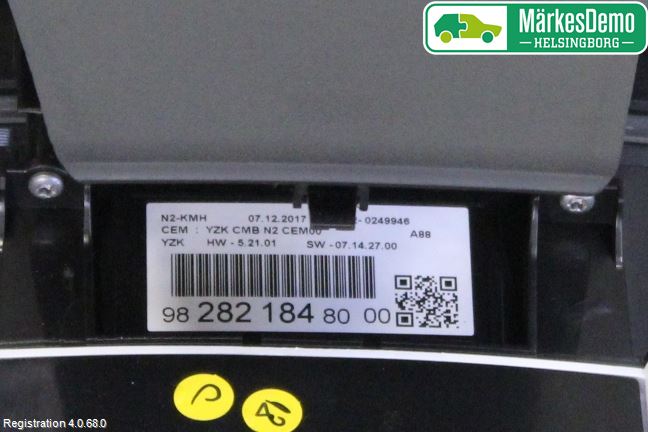 MärkesDemo
HELSINGBORG
N2-KMH 07.12.2017 - 0249946
CEM : YZK CMB N2 CEM00 A88
YZK HW - 5.21.01 SW - 07.14.27.00
98 282 184 80 00
Registration 4.0.68.0